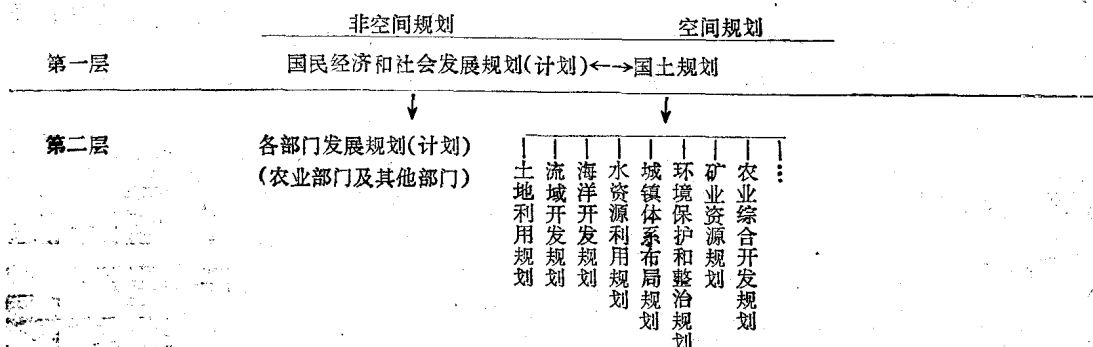 非空间规划 空间规划
第一层 国民经济和社会发展规划(计划)←→国土规划
第二层 各部门发展规划(计划)
(农业部门及其他部门)
土地利用规划
流域开发规划
海洋开发规划
水资源利用规划
城镇体系布局规划
环境保护和整治规划
矿业资源规划
农业综合开发规划
…